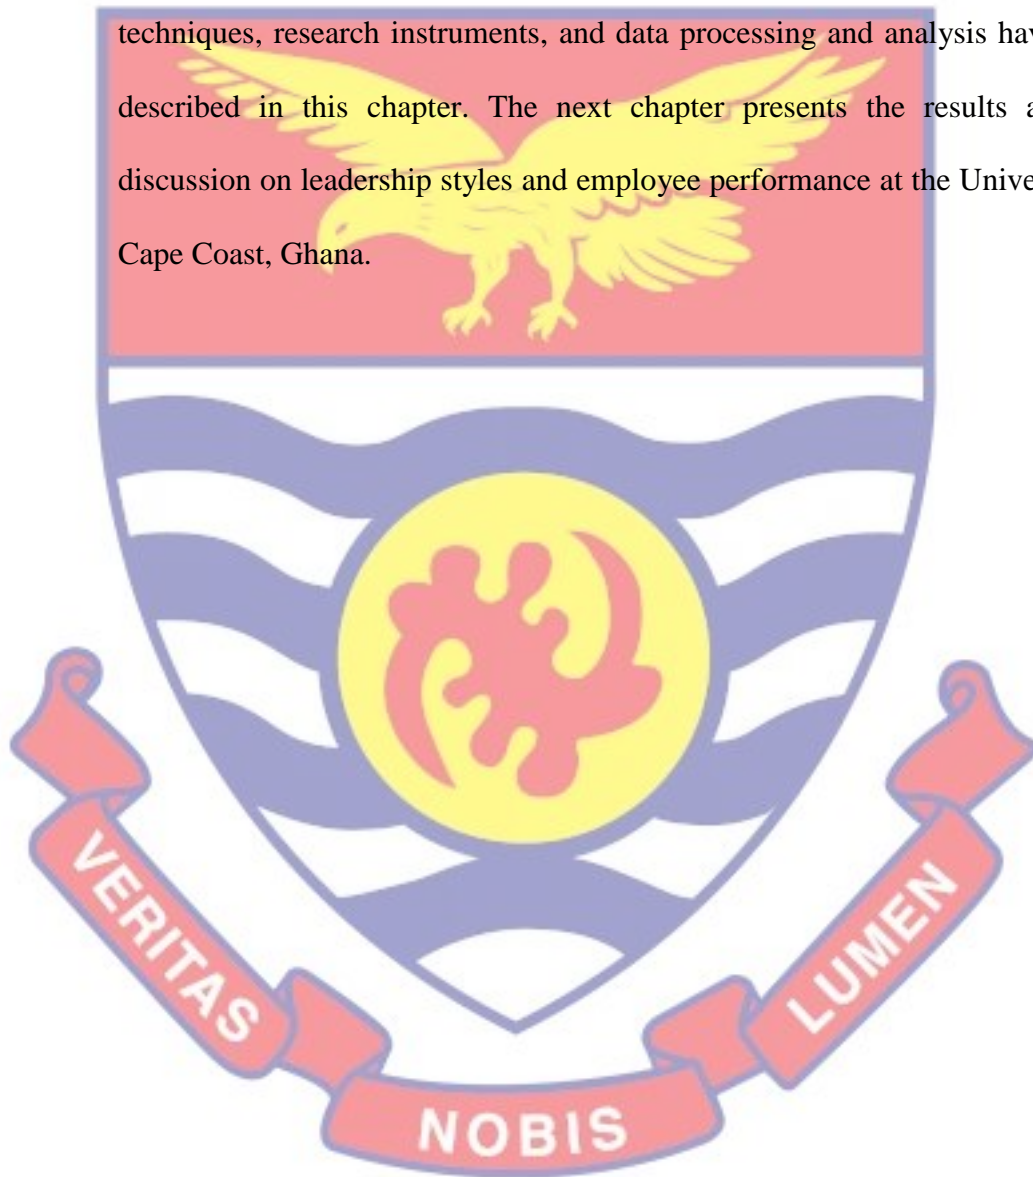 techniques, research instruments, and data processing and analysis hav
described in this chapter. The next chapter presents the results a
discussion on leadership styles and employee performance at the Unive
Cape Coast, Ghana.
VERITAS
NOBIS
LUMEN